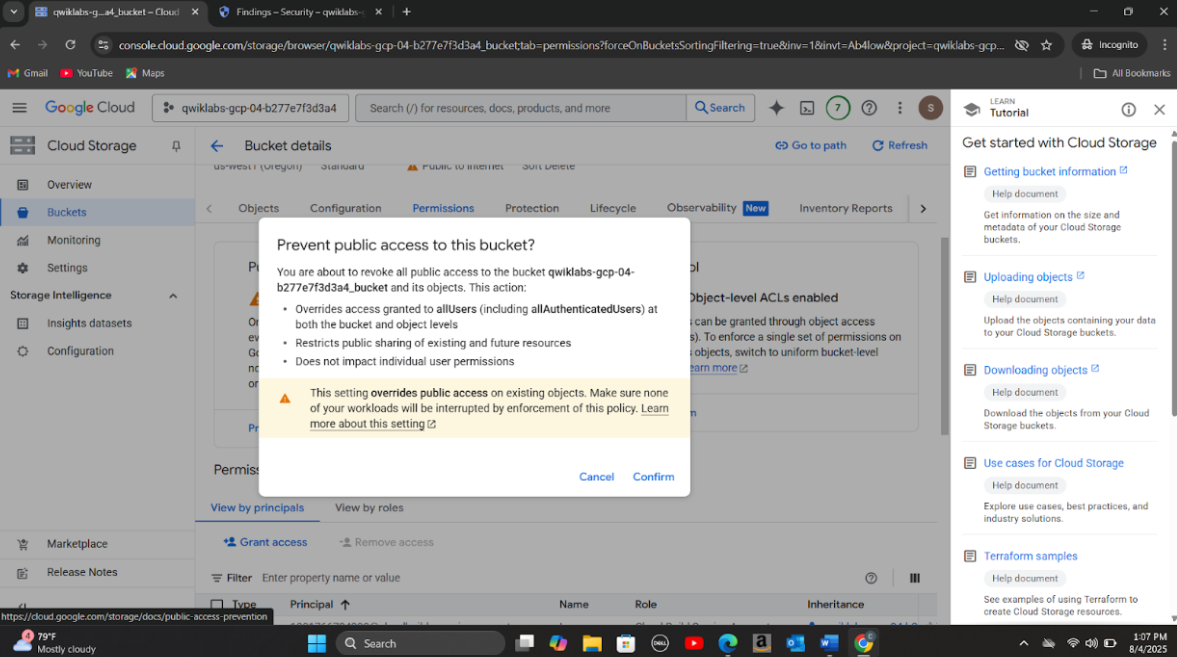 qwiklabs-g...a4_bucket – Cloud
Findings – Security – qwiklabs-
console.cloud.google.com/storage/browser/qwiklabs-gcp-04-b277e7f3d3a4_bucket;tab=permissions?forceOnBucketsSortingFiltering=true&inv=1&invt=Ab4low&project=qwiklabs-gcp...
Incognito
Gmail
YouTube
Maps
All Bookmarks
Google Cloud
qwiklabs-gcp-04-b277e7f3d3a4
Search (/) for resources, docs, products, and more
Search
7
S
Cloud Storage
Overview
Buckets
Monitoring
Settings
Storage Intelligence
Insights datasets
Configuration
Marketplace
Release Notes
Bucket details
Go to path
Refresh
us-west1 (Oregon)
Standard
Public to internet
Soft Delete
Objects
Configuration
Permissions
Protection
Lifecycle
Observability
New
Inventory Reports
Object-level ACLs enabled
s can be granted through object access
s). To enforce a single set of permissions on
s objects, switch to uniform bucket-level
earn more
Prevent public access to this bucket?
You are about to revoke all public access to the bucket qwiklabs-gcp-04-
b277e7f3d3a4_bucket and its objects. This action:
• Overrides access granted to allUsers (including allAuthenticatedUsers) at
both the bucket and object levels
• Restricts public sharing of existing and future resources
• Does not impact individual user permissions
This setting overrides public access on existing objects. Make sure none
of your workloads will be interrupted by enforcement of this policy. Learn
more about this setting
Cancel
Confirm
Permiss
View by principals
View by roles
Grant access
Remove access
Filter
Enter property name or value
Type
Principal
Name
Role
Inheritance
LEARN
Tutorial
Get started with Cloud Storage
Getting bucket information
Help document
Get information on the size and
metadata of your Cloud Storage
buckets.
Uploading objects
Help document
Upload the objects containing your data
to your Cloud Storage buckets.
Downloading objects
Help document
Download the objects from your Cloud
Storage buckets.
Use cases for Cloud Storage
Help document
Explore use cases, best practices, and
industry solutions.
Terraform samples
Help document
See examples of using Terraform to
create Cloud Storage resources.
https://cloud.google.com/storage/docs/public-access-prevention
4
79°F
Mostly cloudy
Search
DELL
1:07 PM
8/4/2025